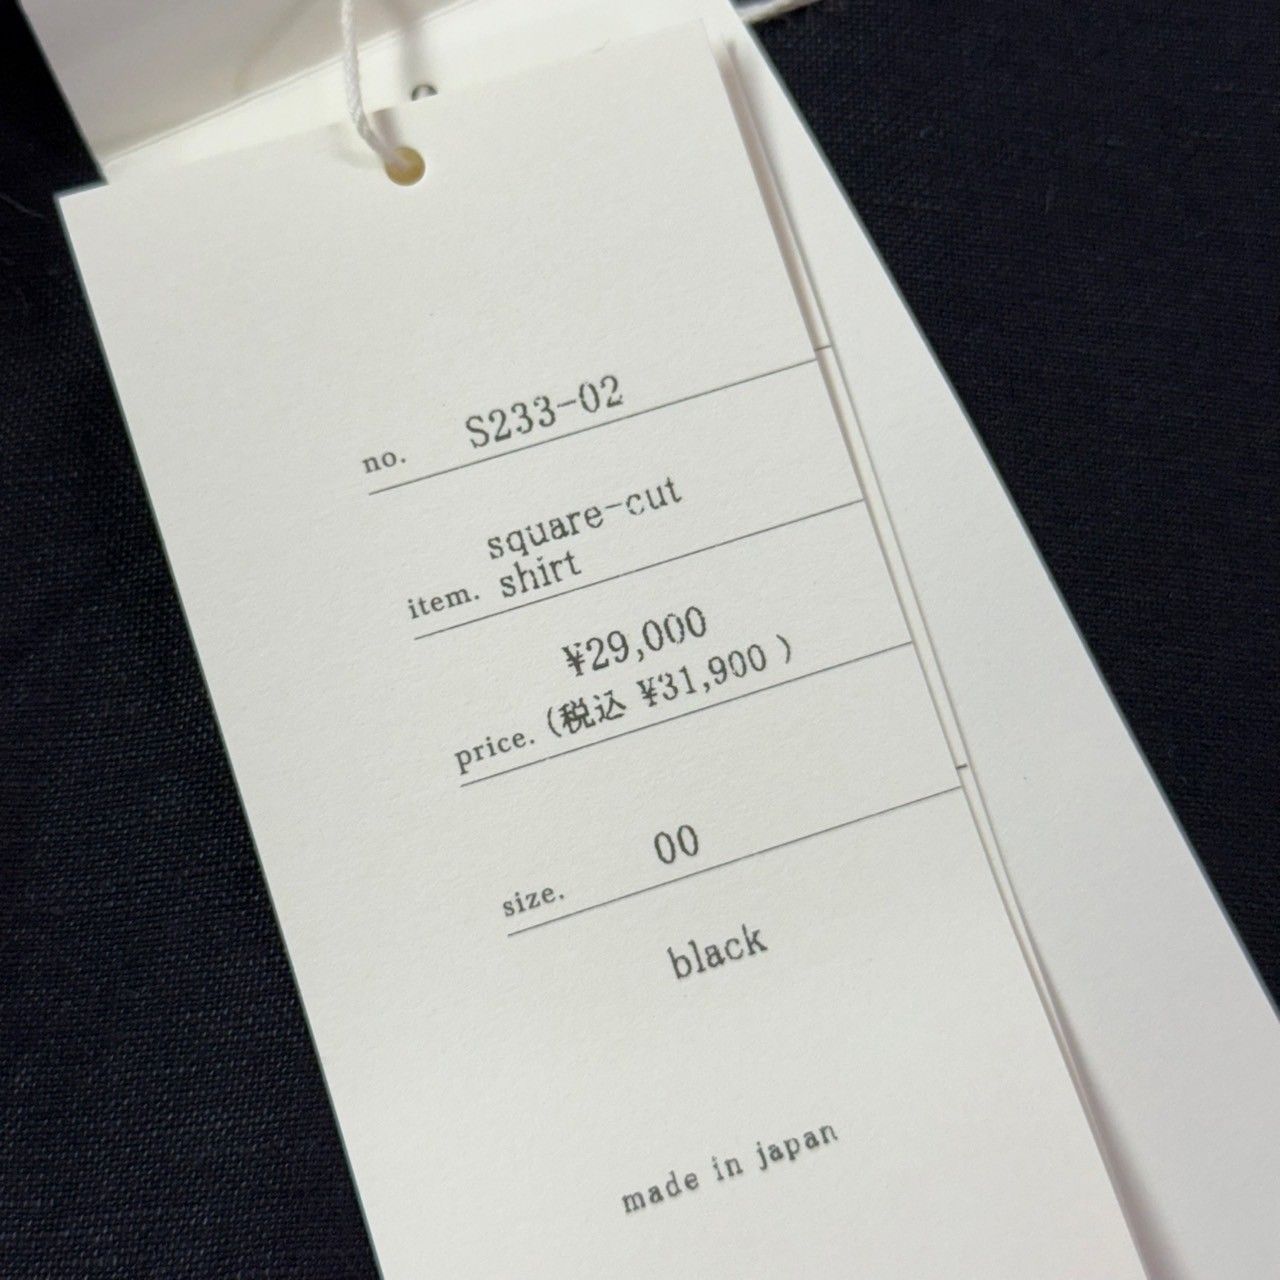 no. S233-02
square-cut
item. shirt
¥29,000
price. (税込 ¥31,900 )
size. 00
black
made in japan